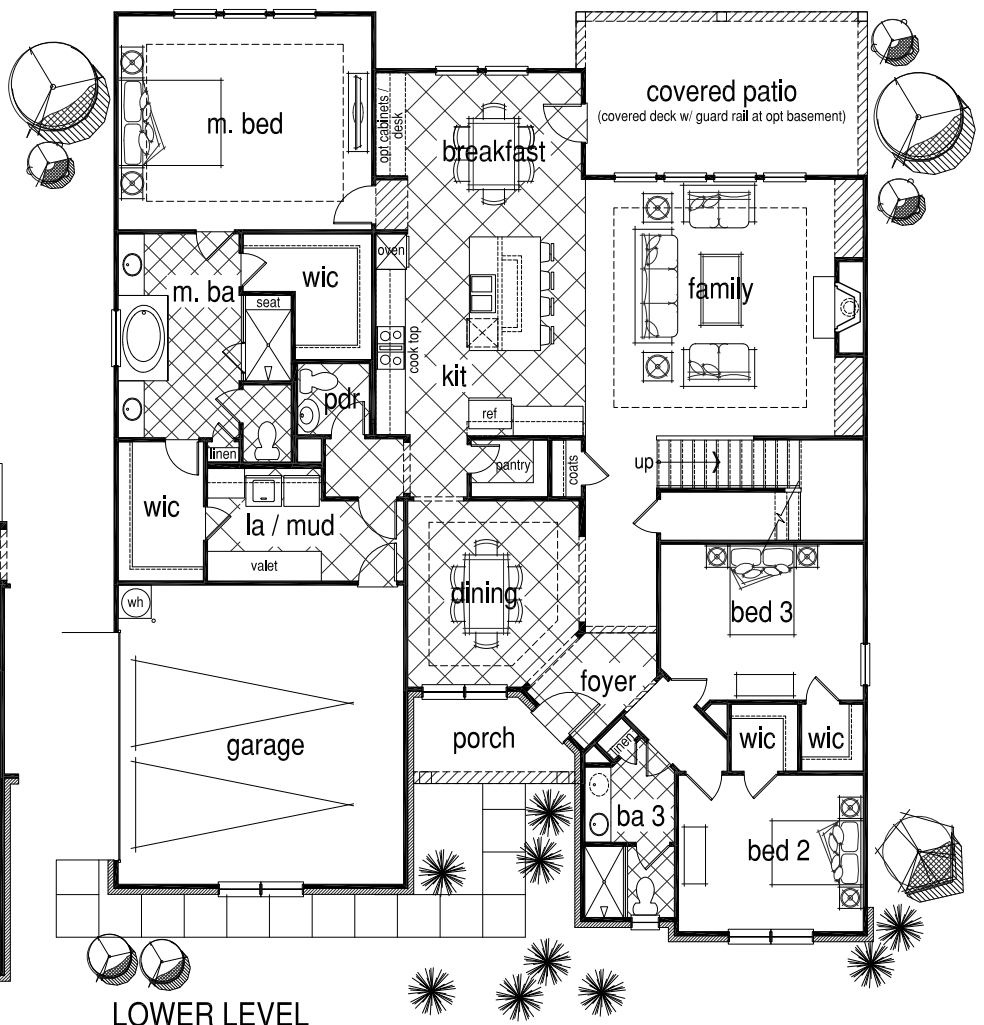 m. bed
opt cabinets /
desk
breakfast
covered patio
(covered deck w/ guard rail at opt basement)
m. ba
wic
seat
oven
cook top
kit
family
pdr
ref
linen
pantry
coats
up
wic
la / mud
valet
wh
dining
bed 3
foyer
garage
porch
linen
wic
wic
ba 3
bed 2
LOWER LEVEL